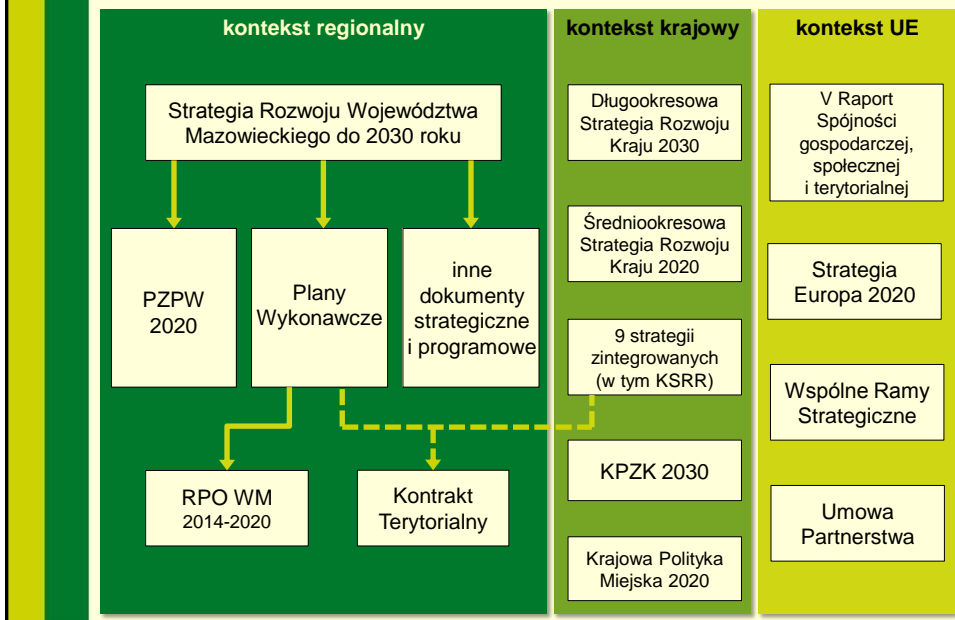 kontekst regionalny
Strategia Rozwoju Województwa
Mazowieckiego do 2030 roku
PZPW
2020
Plany
Wykonawcze
inne
dokumenty
strategiczne
i programowe
RPO WM
2014-2020
Kontrakt
Terytorialny
kontekst krajowy
Długookresowa
Strategia Rozwoju
Kraju 2030
Średniookresowa
Strategia Rozwoju
Kraju 2020
9 strategii
zintegrowanych
(w tym KSRR)
KPZK 2030
Krajowa Polityka
Miejska 2020
kontekst UE
V Raport
Spójności
gospodarczej,
społecznej
i terytorialnej
Strategia
Europa 2020
Wspólne Ramy
Strategiczne
Umowa
Partnerstwa